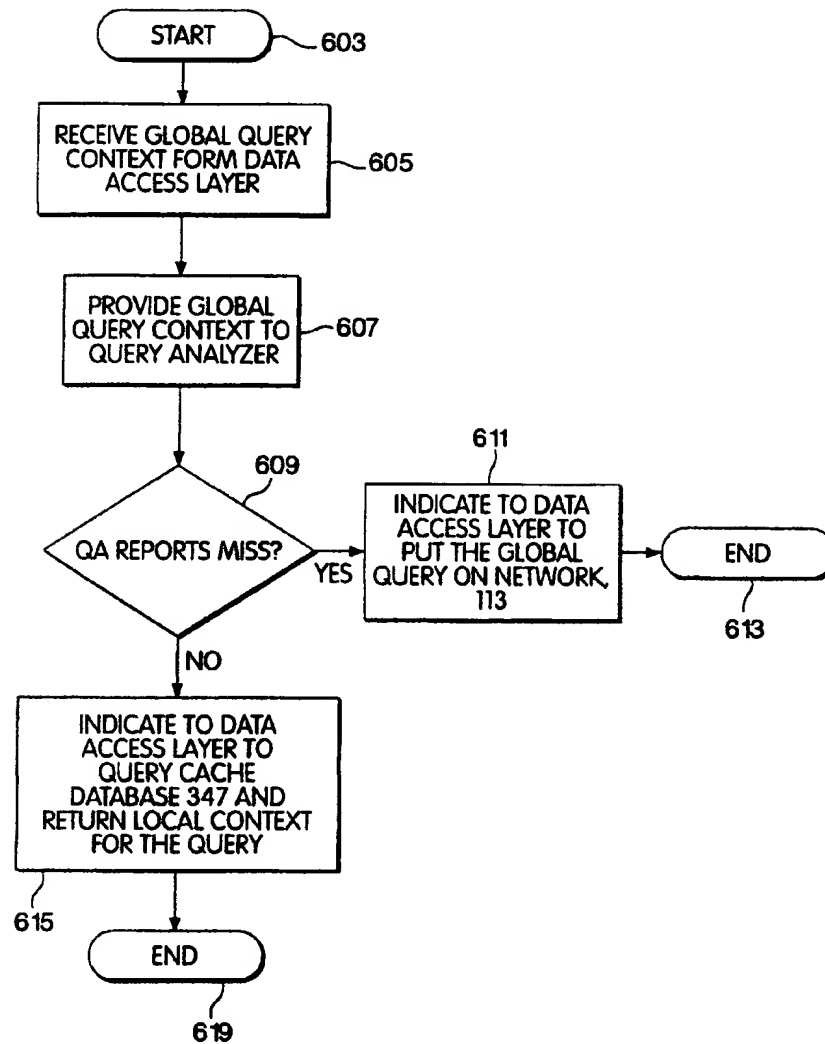 START
603
RECEIVE GLOBAL QUERY
CONTEXT FORM DATA
ACCESS LAYER
605
PROVIDE GLOBAL
QUERY CONTEXT TO
QUERY ANALYZER
607
609
QA REPORTS MISS?
YES
611
INDICATE TO DATA
ACCESS LAYER TO
PUT THE GLOBAL
QUERY ON NETWORK,
113
END
613
NO
INDICATE TO DATA
ACCESS LAYER TO
QUERY CACHE
DATABASE 347 AND
RETURN LOCAL CONTEXT
FOR THE QUERY
615
END
619